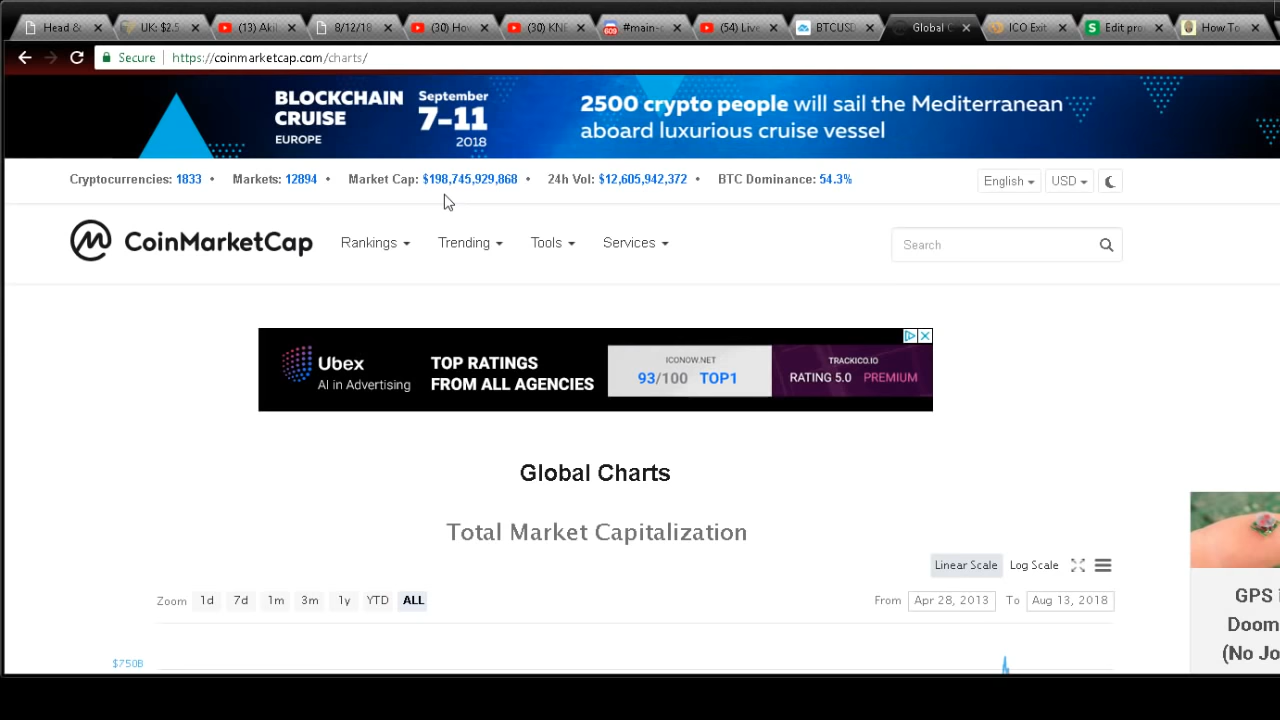 Head &
UK: $2.5
(13) Akil
8/12/18
(30) Hov
(30) KNE
#main-
(54) Live
BTCUSD
Global C
ICO Exit
Edit pro
How To
Secure
https://coinmarketcap.com/charts/
BLOCKCHAIN
CRUISE
EUROPE
September
7-11
2018
2500 crypto people will sail the Mediterranean
aboard luxurious cruise vessel
Cryptocurrencies: 1833 • Markets: 12894 • Market Cap: $198,745,929,868 • 24h Vol: $12,605,942,372 • BTC Dominance: 54.3%
English
USD
CoinMarketCap
Rankings
Trending
Tools
Services
Search
Ubex
AI in Advertising
TOP RATINGS
FROM ALL AGENCIES
ICONOW.NET
93/100 TOP1
TRACKICO.IO
RATING 5.0 PREMIUM
Global Charts
Total Market Capitalization
Linear Scale
Log Scale
Zoom 1d 7d 1m 3m 1y YTD ALL
From Apr 28, 2013 To Aug 13, 2018
$750B
GPS i
Doom
(No Jo